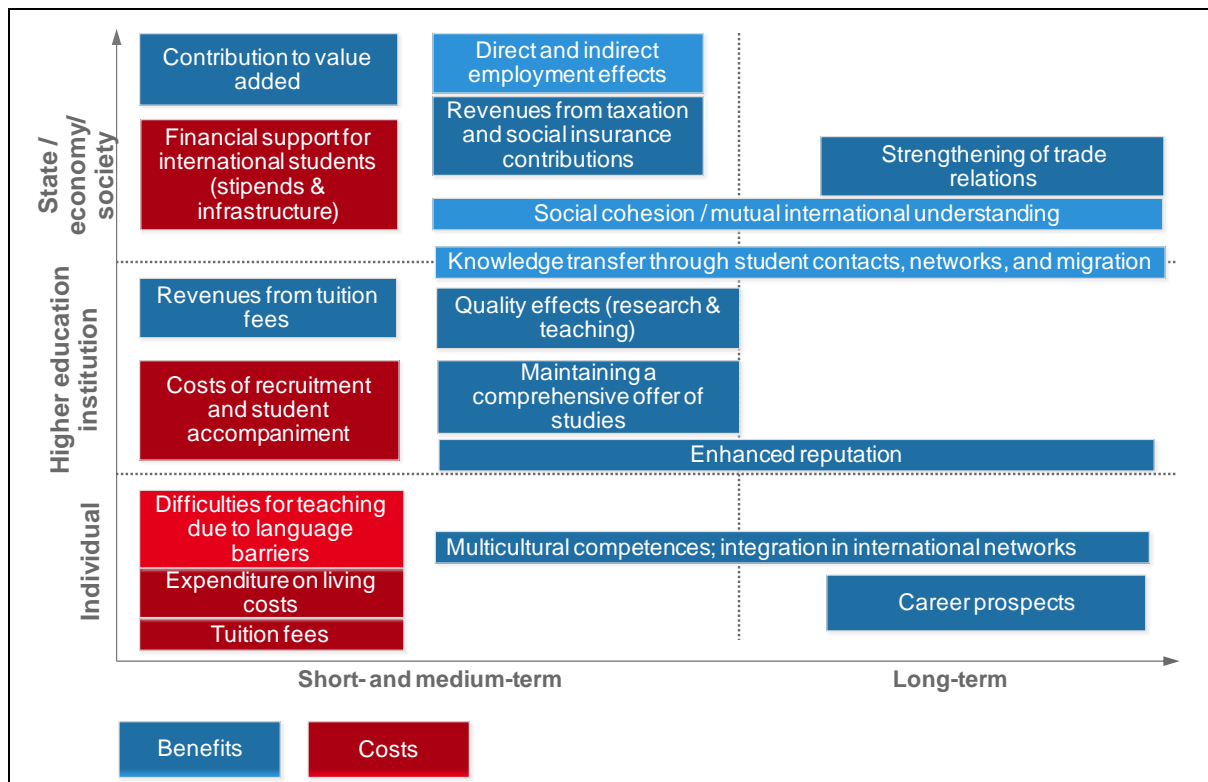 State /
economy/
society
Contribution to value
added
Financial support for
international students
(stipends &
infrastructure)
Direct and indirect
employment effects
Revenues from taxation
and social insurance
contributions
Strengthening of trade
relations
Social cohesion / mutual international understanding
Knowledge transfer through student contacts, networks, and migration
Higher education
institution
Revenues from tuition
fees
Costs of recruitment
and student
accompaniment
Quality effects (research &
teaching)
Maintaining a
comprehensive offer of
studies
Enhanced reputation
Individual
Difficulties for teaching
due to language
barriers
Expenditure on living
costs
Tuition fees
Multicultural competences; integration in international networks
Career prospects
Short- and medium-term
Long-term
Benefits
Costs